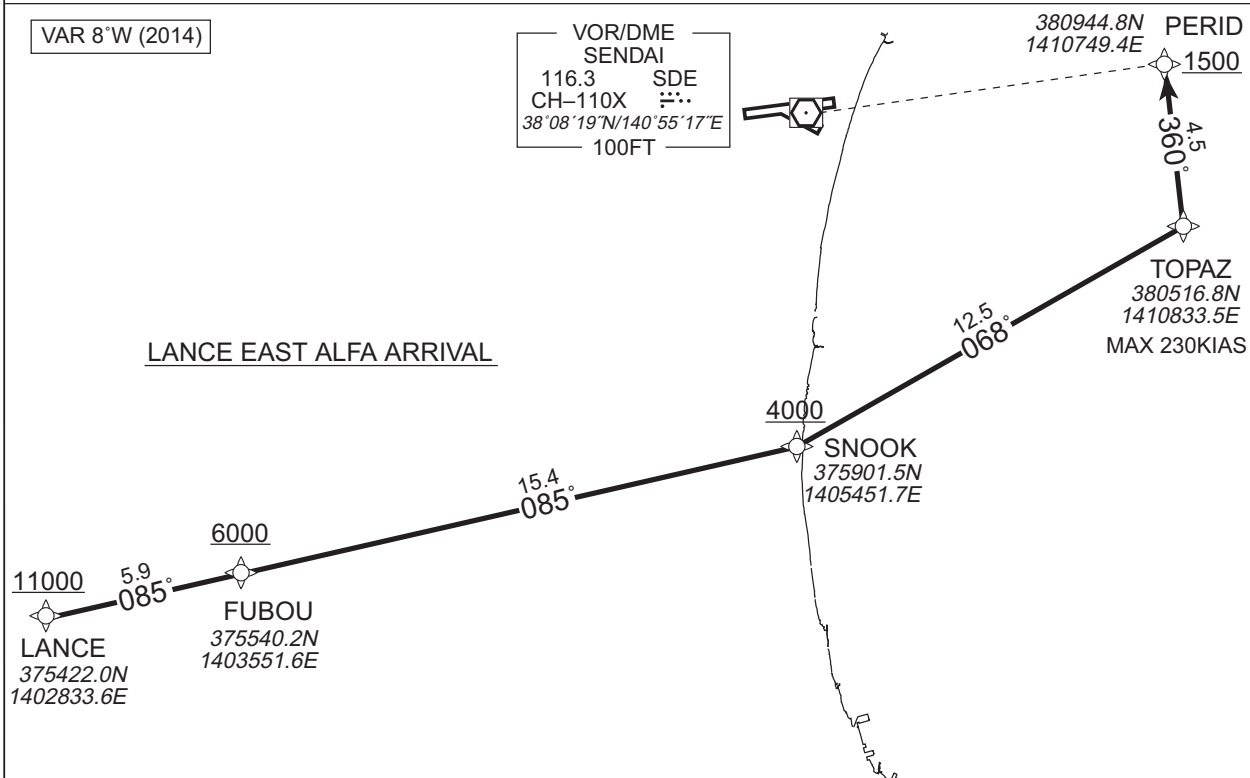 VAR 8°W (2014)
VOR/DME
SENDAI
116.3 SDE
CH–110X
38°08´19˝N/140°55´17˝E
100FT
380944.8N
1410749.4E
PERID
1500
4.5
360°
TOPAZ
380516.8N
1410833.5E
MAX 230KIAS
12.5
068°
LANCE EAST ALFA ARRIVAL
4000
SNOOK
375901.5N
1405451.7E
15.4
085°
6000
FUBOU
375540.2N
1403551.6E
5.9
085°
11000
LANCE
375422.0N
1402833.6E